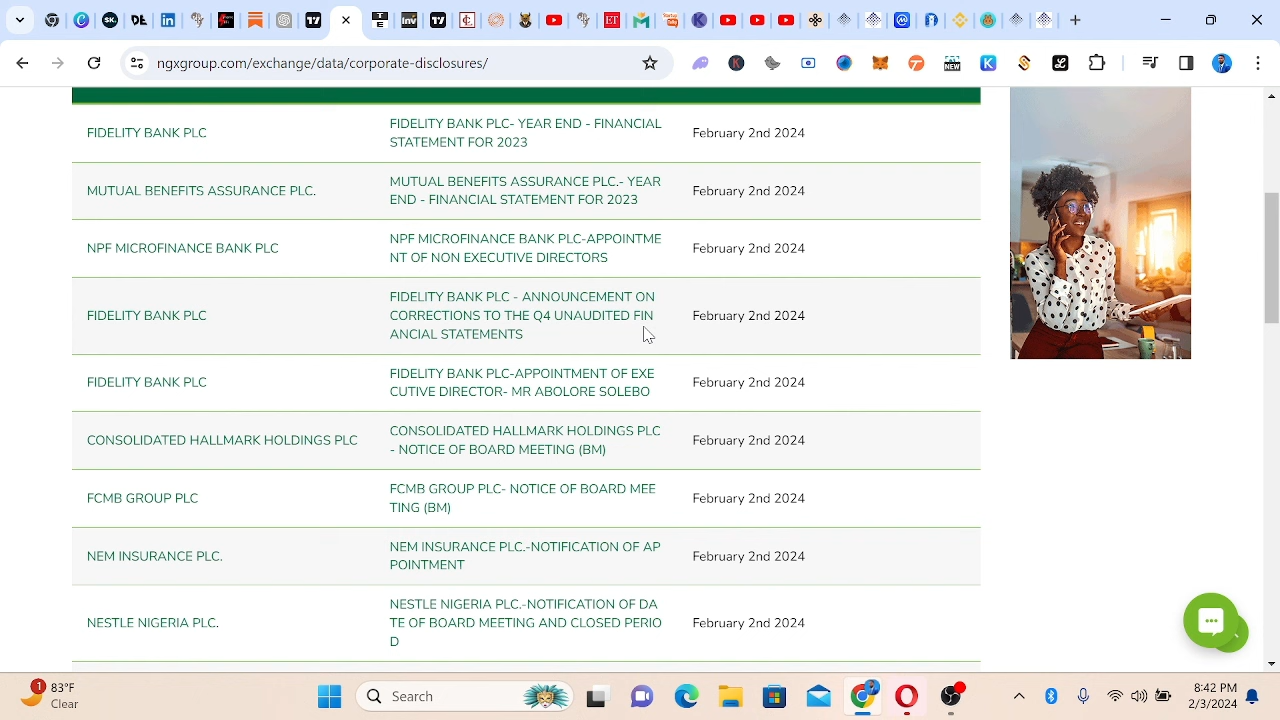 ngxgroup.com/exchange/data/corporate-disclosures/
FIDELITY BANK PLC
FIDELITY BANK PLC- YEAR END - FINANCIAL
STATEMENT FOR 2023
February 2nd 2024
MUTUAL BENEFITS ASSURANCE PLC.
MUTUAL BENEFITS ASSURANCE PLC.- YEAR
END - FINANCIAL STATEMENT FOR 2023
February 2nd 2024
NPF MICROFINANCE BANK PLC
NPF MICROFINANCE BANK PLC-APPOINTME
NT OF NON EXECUTIVE DIRECTORS
February 2nd 2024
FIDELITY BANK PLC
FIDELITY BANK PLC - ANNOUNCEMENT ON
CORRECTIONS TO THE Q4 UNAUDITED FIN
ANCIAL STATEMENTS
February 2nd 2024
FIDELITY BANK PLC
FIDELITY BANK PLC-APPOINTMENT OF EXE
CUTIVE DIRECTOR- MR ABOLORE SOLEBO
February 2nd 2024
CONSOLIDATED HALLMARK HOLDINGS PLC
CONSOLIDATED HALLMARK HOLDINGS PLC
- NOTICE OF BOARD MEETING (BM)
February 2nd 2024
FCMB GROUP PLC
FCMB GROUP PLC- NOTICE OF BOARD MEE
TING (BM)
February 2nd 2024
NEM INSURANCE PLC.
NEM INSURANCE PLC.-NOTIFICATION OF AP
POINTMENT
February 2nd 2024
NESTLE NIGERIA PLC.
NESTLE NIGERIA PLC.-NOTIFICATION OF DA
TE OF BOARD MEETING AND CLOSED PERIO
D
February 2nd 2024
1
83°F
Clear
Search
8:42 PM
2/3/2024